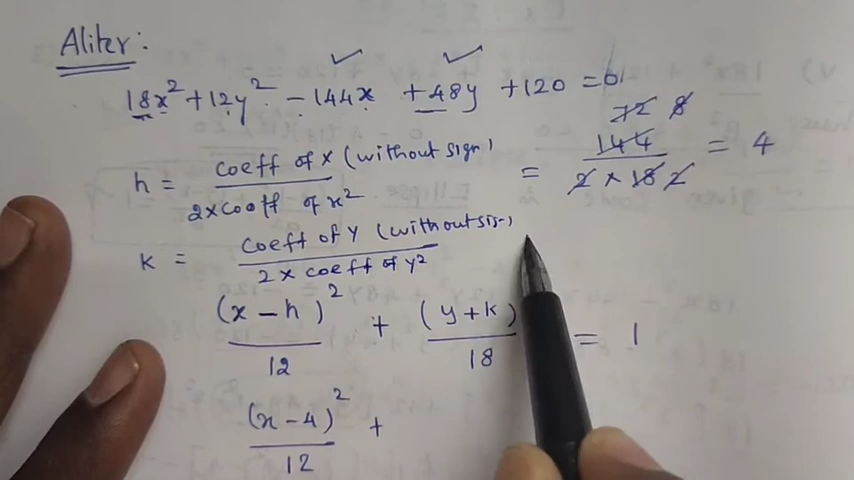 Aliter:
18x² + 12y² - 144x + 48y + 120 = 0
h = coeff of x (without sign) / 2×coeff of x² = 144 / 2 × 18 = 4
72 8
2
k = coeff of y (without sign) / 2 × coeff of y²
(x - h)² / 12 + (y + k) / 18 = 1
(x - 4)² / 12 +